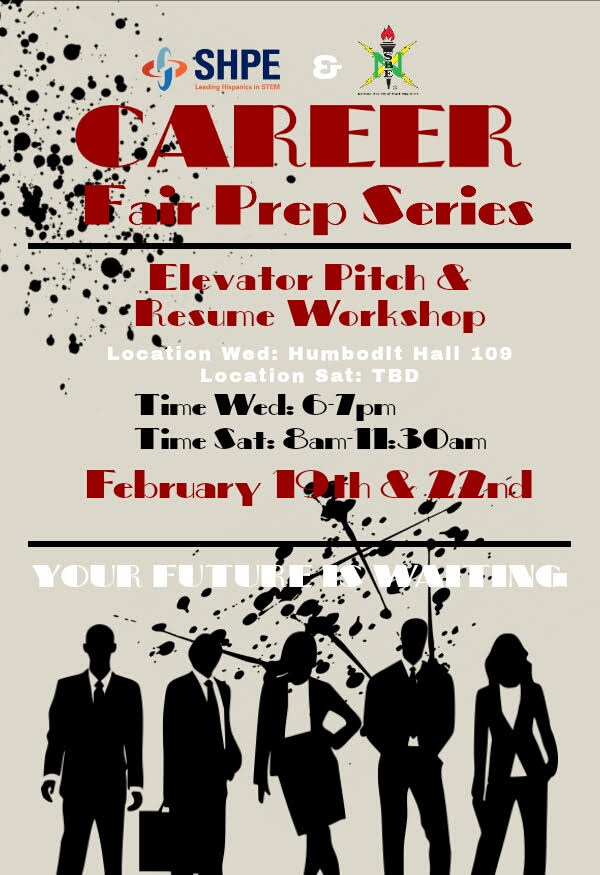 SHPE
Leading Hispanics in STEM
&
NSBE
CAREER
Fair Prep Series
Elevator Pitch &
Resume Workshop
Location Wed: Humbodlt Hall 109
Location Sat: TBD
Time Wed: 6-7pm
Time Sat: 8am-11:30am
February 19th & 22nd
YOUR FUTURE IS WAITING